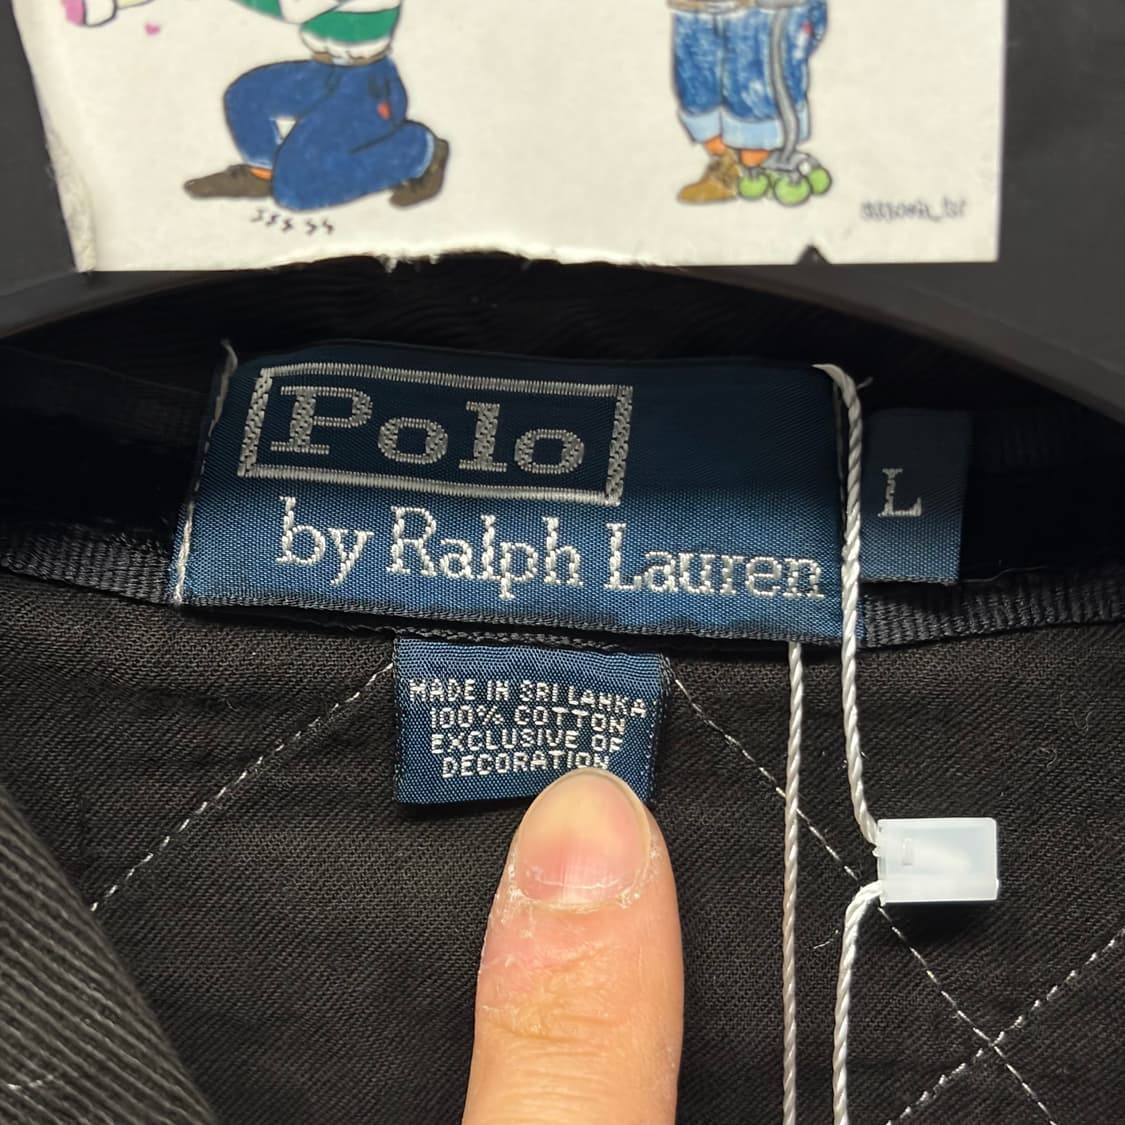 Polo
by Ralph Lauren
L
MADE IN SRI LANKA
100% COTTON
EXCLUSIVE OF
DECORATION